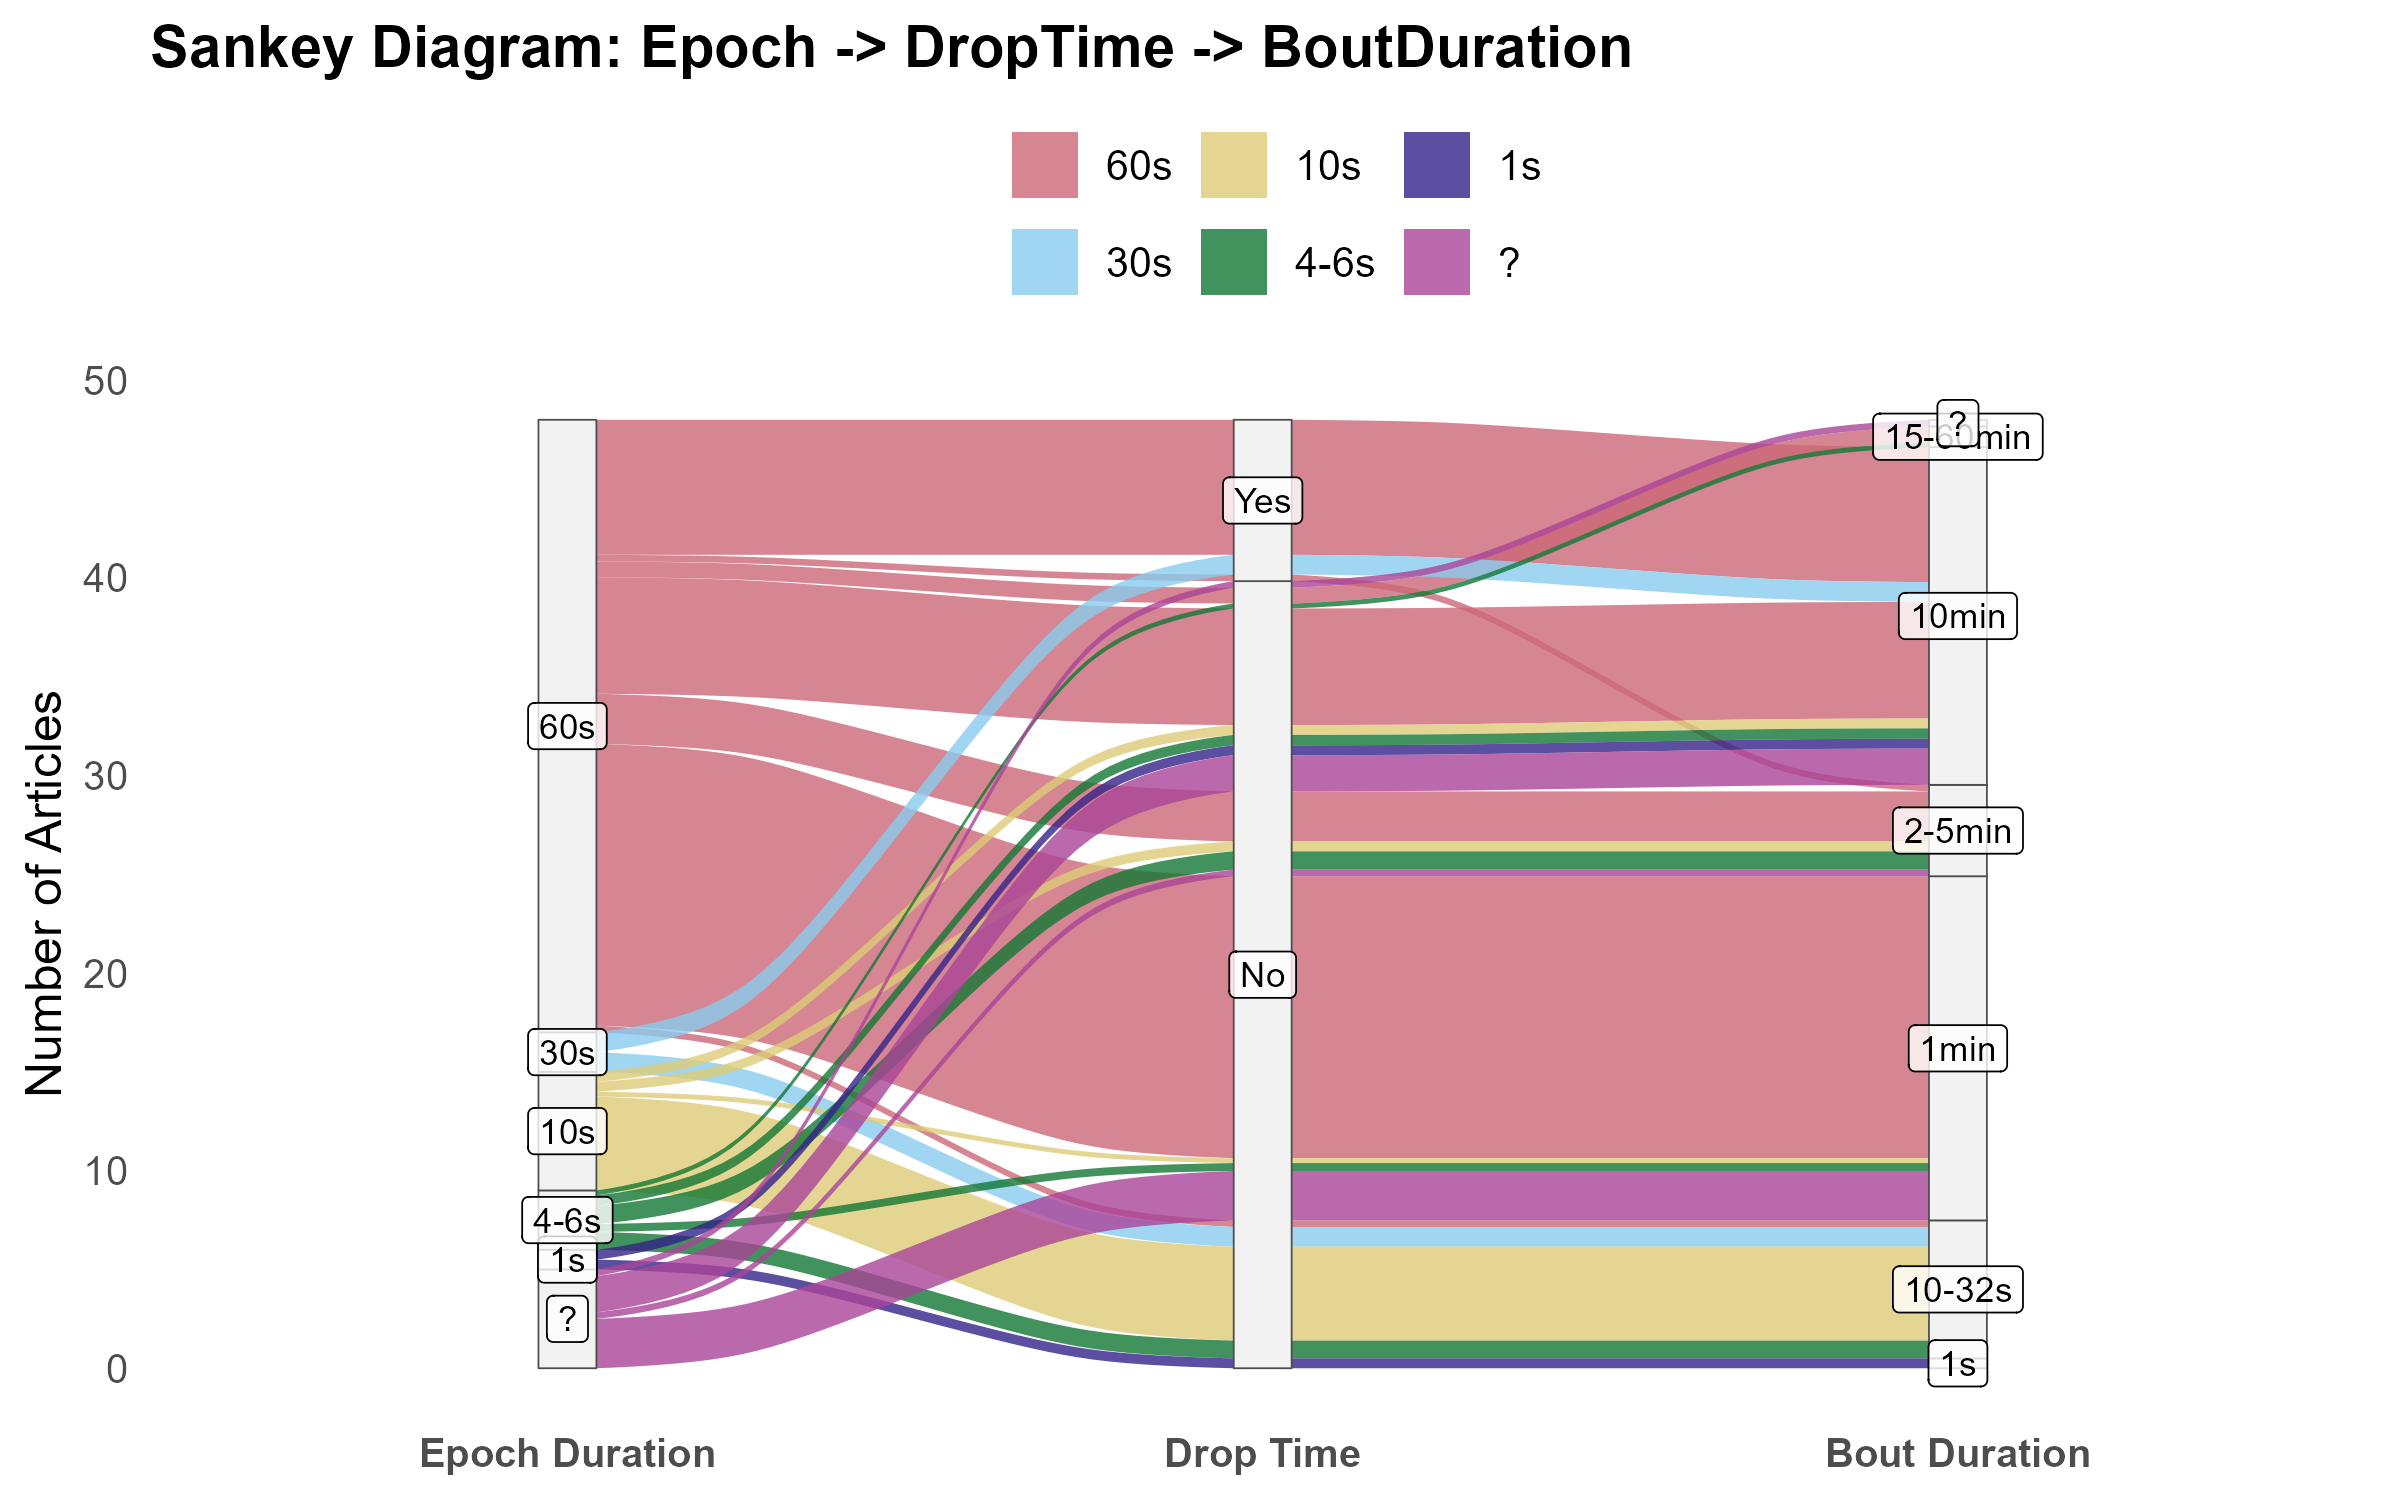 Sankey Diagram: Epoch -> DropTime -> BoutDuration
60s 10s 1s
30s 4-6s ?
50
40
30
20
10
0
Number of Articles
60s
30s
10s
4-6s
1s
?
Yes
No
?
15-60min
10min
2-5min
1min
10-32s
1s
Epoch Duration Drop Time Bout Duration